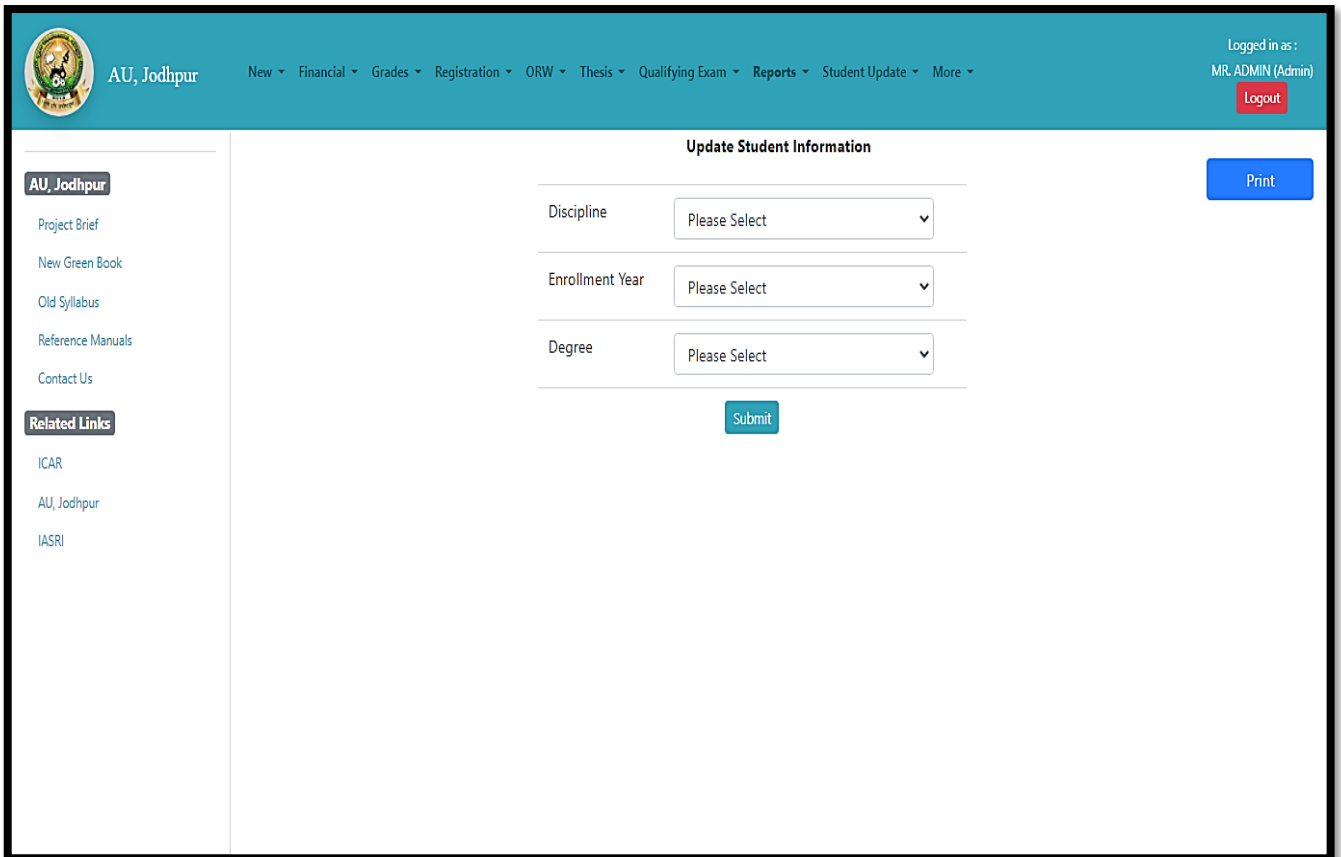 AU, Jodhpur
New Financial Grades Registration ORW Thesis Qualifying Exam Reports Student Update More
Logged in as :
MR. ADMIN (Admin)
Logout
Update Student Information
Print
AU, Jodhpur
Project Brief
New Green Book
Old Syllabus
Reference Manuals
Contact Us
Related Links
ICAR
AU, Jodhpur
IASRI
Discipline Please Select
Enrollment Year Please Select
Degree Please Select
Submit